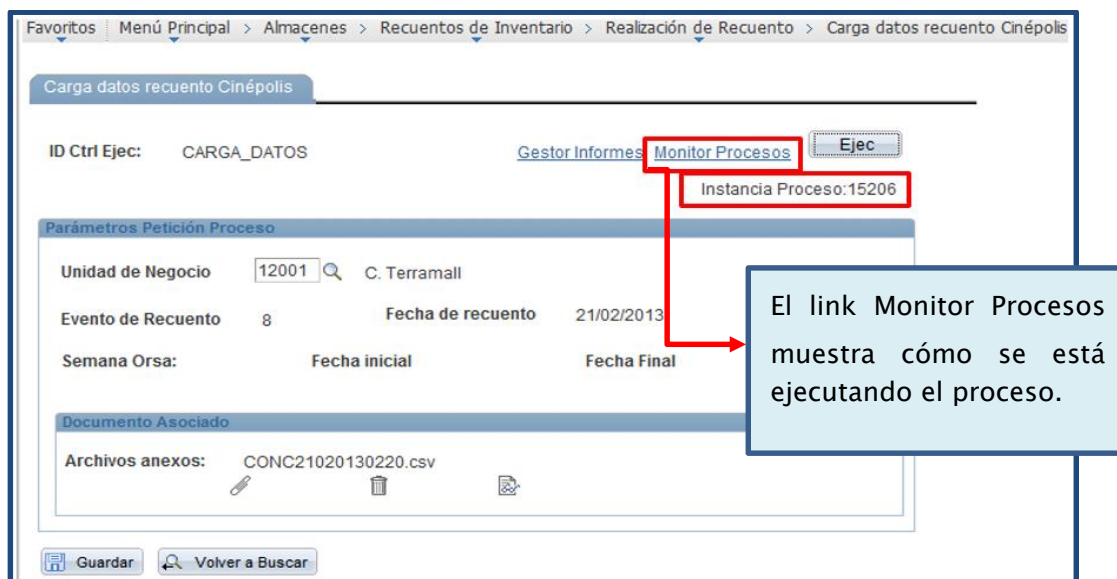 Favoritos Menú Principal > Almacenes > Recuentos de Inventario > Realización de Recuento > Carga datos recuento Cinépolis
Carga datos recuento Cinépolis
ID Ctrl Ejec: CARGA_DATOS Gestor Informes Monitor Procesos Ejec
Instancia Proceso:15206
Parámetros Petición Proceso
Unidad de Negocio 12001 C. Terramall
Evento de Recuento 8 Fecha de recuento 21/02/2013
Semana Orsa: Fecha inicial Fecha Final
El link Monitor Procesos
muestra cómo se está
ejecutando el proceso.
Documento Asociado
Archivos anexos: CONC21020130220.csv
Guardar Volver a Buscar